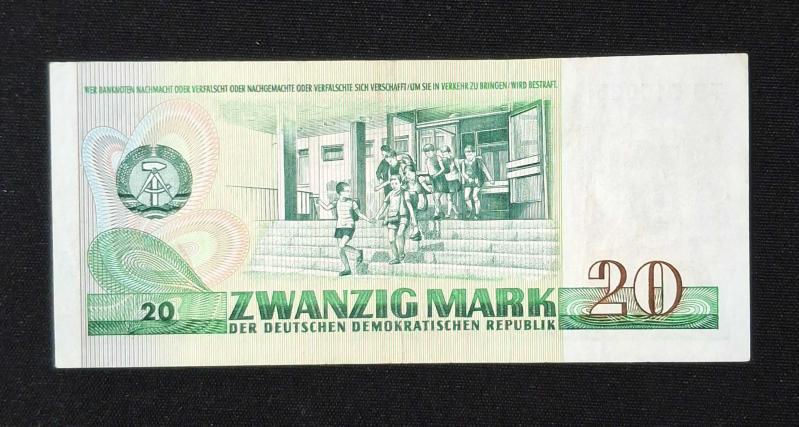 WER BANKNOTEN NACHMACHT ODER VERFÄLSCHT ODER NACHGEMACHTE ODER VERFÄLSCHTE SICH VERSCHAFFT/UM SIE IN VERKEHR ZU BRINGEN/WIRD BESTRAFT.
20 ZWANZIG MARK 20
DER DEUTSCHEN DEMOKRATISCHEN REPUBLIK